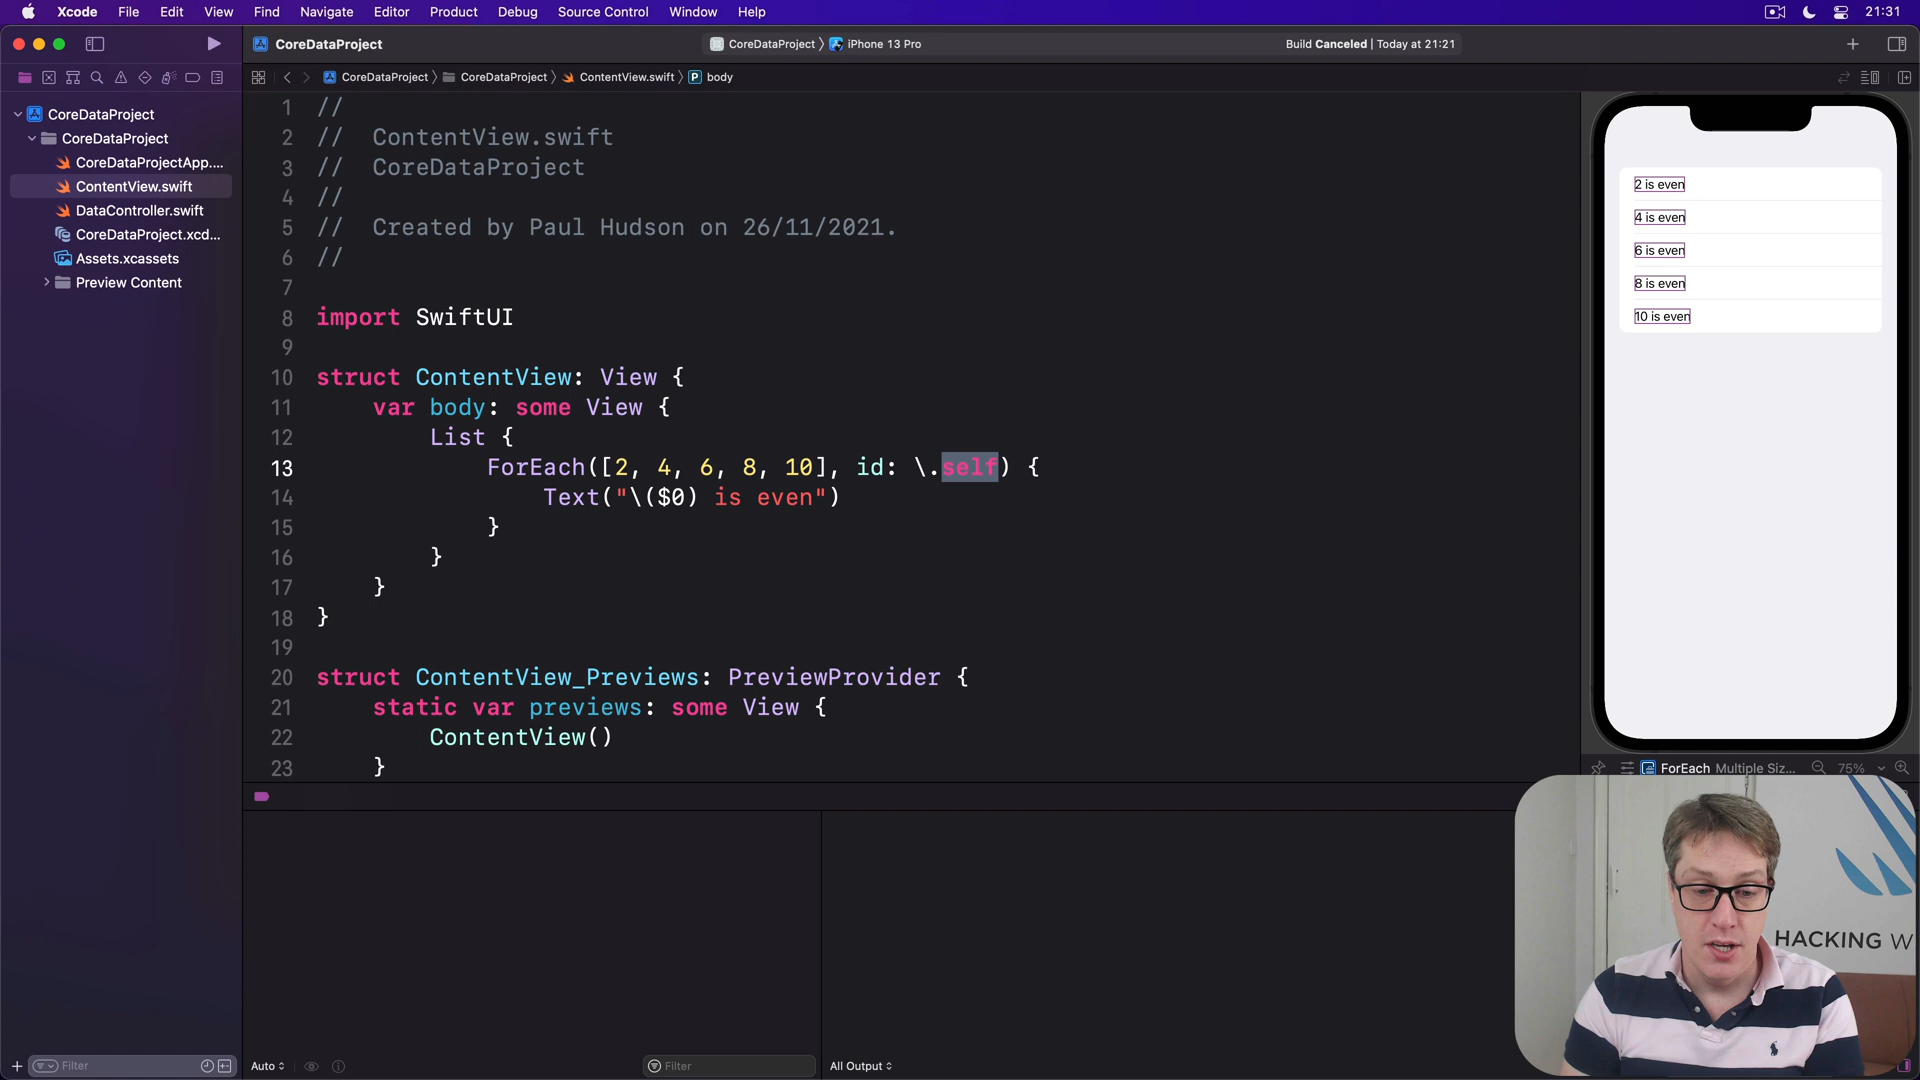 Xcode File Edit View Find Navigate Editor Product Debug Source Control Window Help 21:31
CoreDataProject CoreDataProject iPhone 13 Pro Build Canceled | Today at 21:21
CoreDataProject CoreDataProject ContentView.swift body
CoreDataProject
CoreDataProject
CoreDataProjectApp....
ContentView.swift
DataController.swift
CoreDataProject.xcd...
Assets.xcassets
Preview Content
1 //
2 // ContentView.swift
3 // CoreDataProject
4 //
5 // Created by Paul Hudson on 26/11/2021.
6 //
7
8 import SwiftUI
9
10 struct ContentView: View {
11 var body: some View {
12 List {
13 ForEach([2, 4, 6, 8, 10], id: \.self) {
14 Text("\($0) is even")
15 }
16 }
17 }
18 }
19
20 struct ContentView_Previews: PreviewProvider {
21 static var previews: some View {
22 ContentView()
23 }
2 is even
4 is even
6 is even
8 is even
10 is even
ForEach Multiple Siz... 75%
HACKING W
Filter
Auto
Filter
All Output